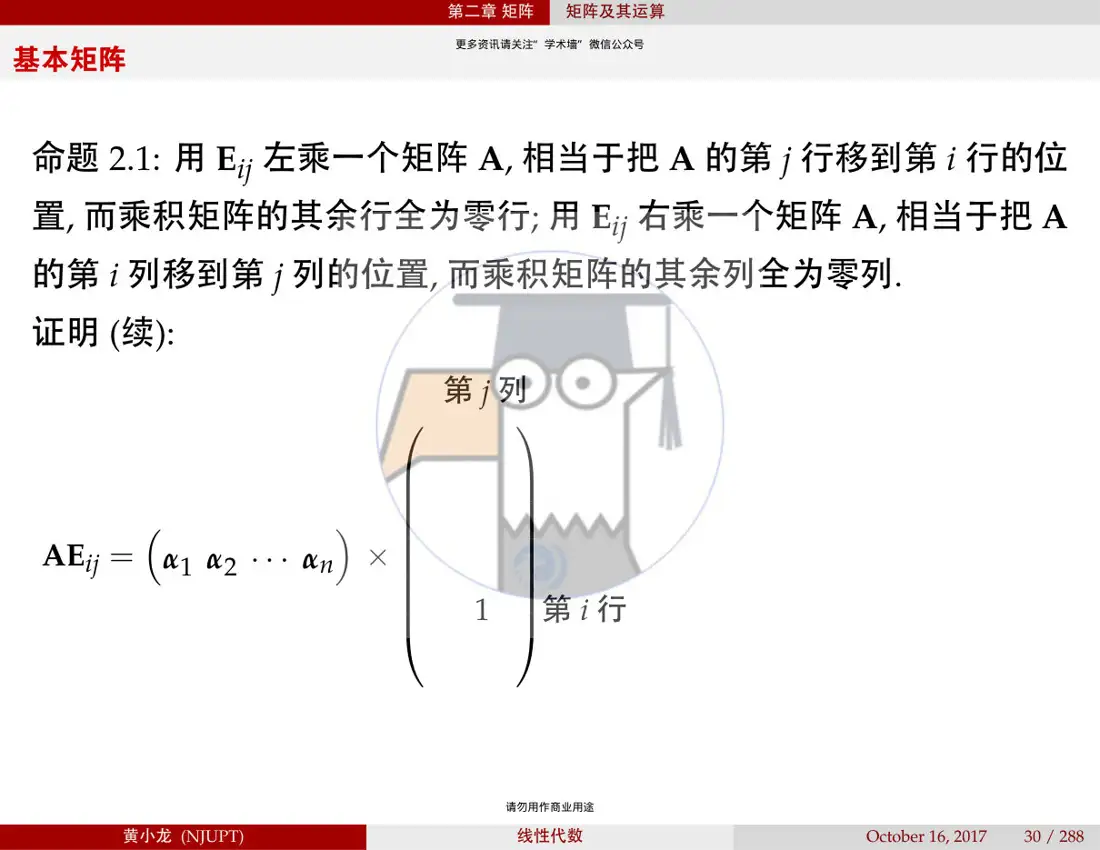 第二章 矩阵 矩阵及其运算
更多资讯请关注“学术墙”微信公众号
基本矩阵
命题 2.1: 用 E_{ij} 左乘一个矩阵 A, 相当于把 A 的第 j 行移到第 i 行的位
置, 而乘积矩阵的其余行全为零行; 用 E_{ij} 右乘一个矩阵 A, 相当于把 A
的第 i 列移到第 j 列的位置, 而乘积矩阵的其余列全为零列.
证明 (续):
第 j 列
AE_{ij} = (α_1 α_2 ⋯ α_n) ×
1 第 i 行
请勿用作商业用途
黄小龙 (NJUPT) 线性代数 October 16, 2017 30 / 288